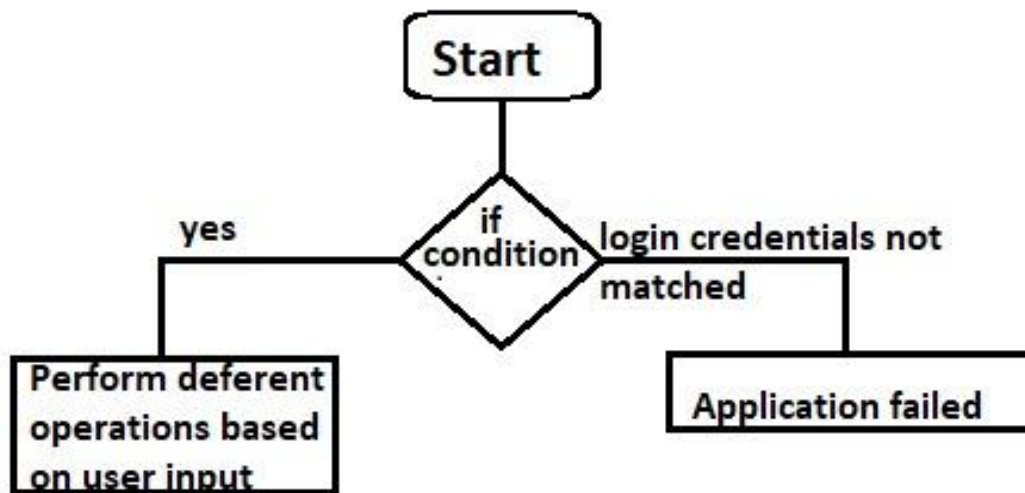 Start
if
condition
yes
login credentials not
matched
Perform deferent
operations based
on user input
Application failed